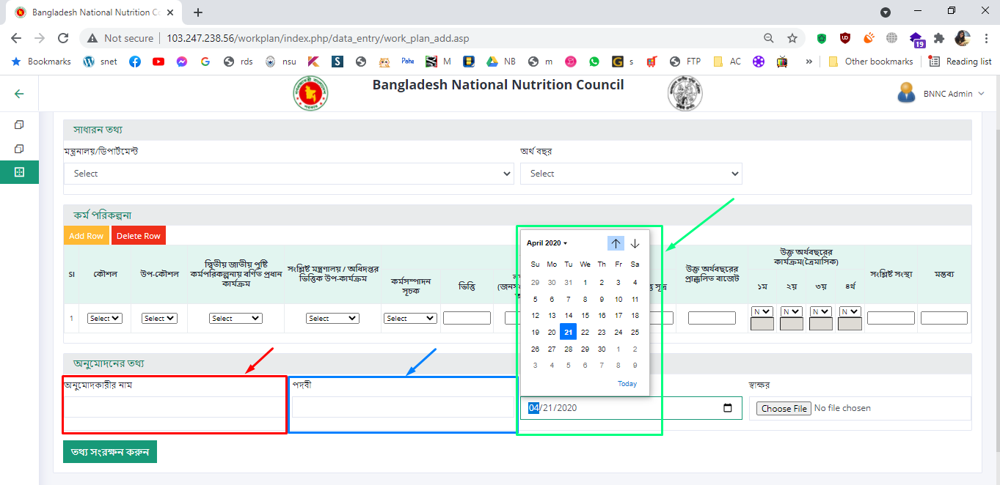 Bangladesh National Nutrition Co
Not secure
103.247.238.56/workplan/index.php/data_entry/work_plan_add.asp
Bookmarks snet rds nsu Pahe M NB m s FTP AC » Other bookmarks Reading list
19
Bangladesh National Nutrition Council
BNNC Admin
সাধারন তথ্য
মন্ত্রনালয়/ডিপার্টমেন্ট অর্থ বছর
Select Select
কর্ম পরিকল্পনা
Add Row Delete Row
SI
কৌশল
উপ-কৌশল
দ্বিতীয় জাতীয় পুষ্টি
কর্মপরিকল্পনায় বর্ণিত প্রধান
কার্যক্রম
সংশ্লিষ্ট মন্ত্রণালয় / অধিদপ্তর
ভিত্তিক উপ-কার্যক্রম
কর্মসম্পাদন
সূচক
ভিত্তি
সূত্র
উক্ত অর্থবছরের
প্রাক্কলিত বাজেট
উক্ত অর্থবছরের
কার্যক্রম(ত্রৈমাসিক)
১ম ২য় ৩য় ৪র্থ
সংশ্লিষ্ট সংস্থা
মন্তব্য
1 Select Select Select Select Select N N N N
April 2020
Su Mo Tu We Th Fr Sa
29 30 31 1 2 3 4
5 6 7 8 9 10 11
12 13 14 15 16 17 18
19 20 21 22 23 24 25
26 27 28 29 30 1 2
3 4 5 6 7 8 9
Today
অনুমোদনের তথ্য
অনুমোদকারীর নাম পদবী স্বাক্ষর
04/21/2020 Choose File No file chosen
তথ্য সংরক্ষন করুন